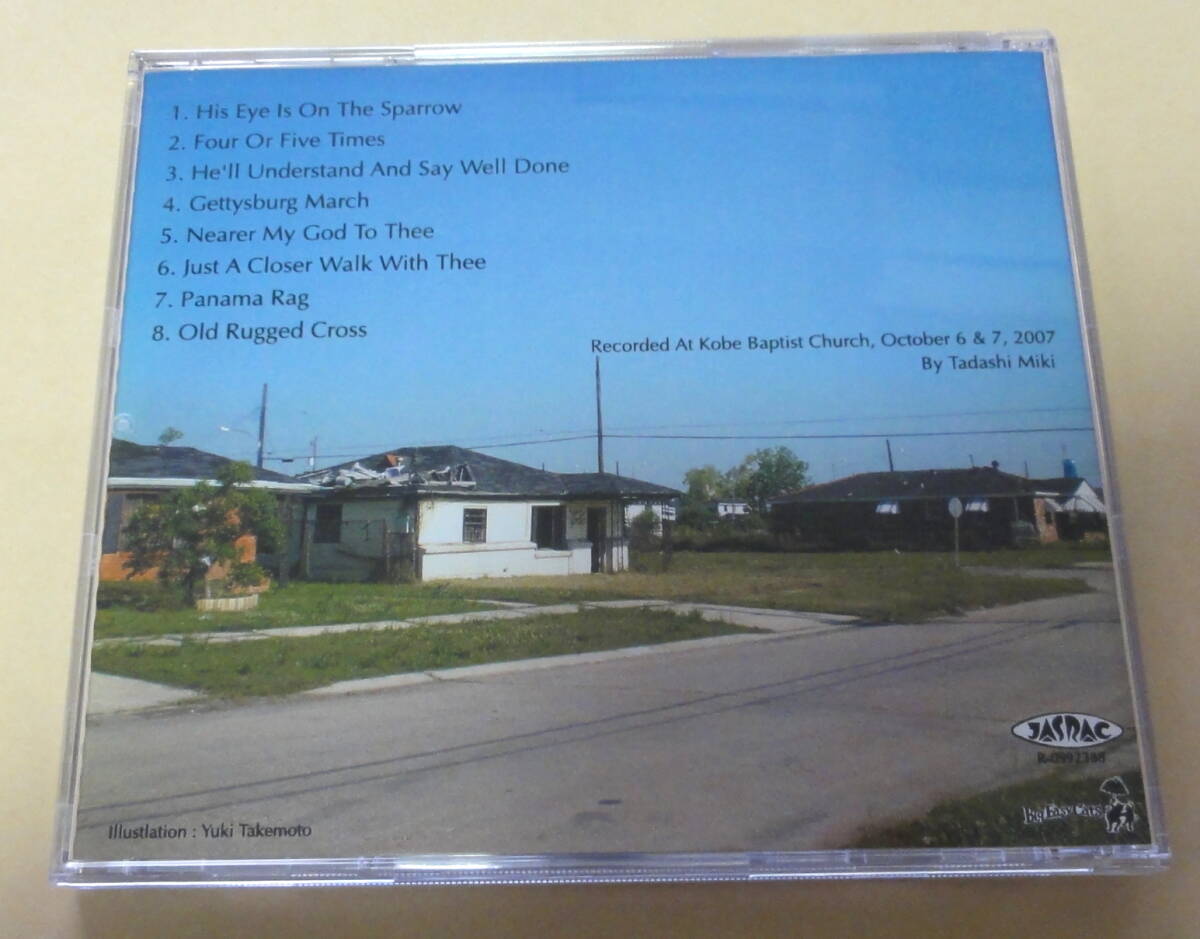 1. His Eye Is On The Sparrow
2. Four Or Five Times
3. He'll Understand And Say Well Done
4. Gettysburg March
5. Nearer My God To Thee
6. Just A Closer Walk With Thee
7. Panama Rag
8. Old Rugged Cross
Recorded At Kobe Baptist Church, October 6 & 7, 2007
By Tadashi Miki
JASRAC
R-0992388
Big Easy Cats
Illustlation : Yuki Takemoto